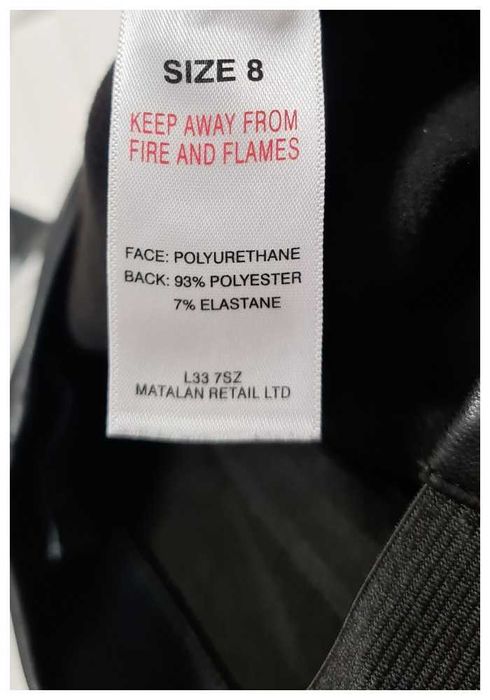 SIZE 8
KEEP AWAY FROM
FIRE AND FLAMES
FACE: POLYURETHANE
BACK: 93% POLYESTER
7% ELASTANE
L33 7SZ
MATALAN RETAIL LTD